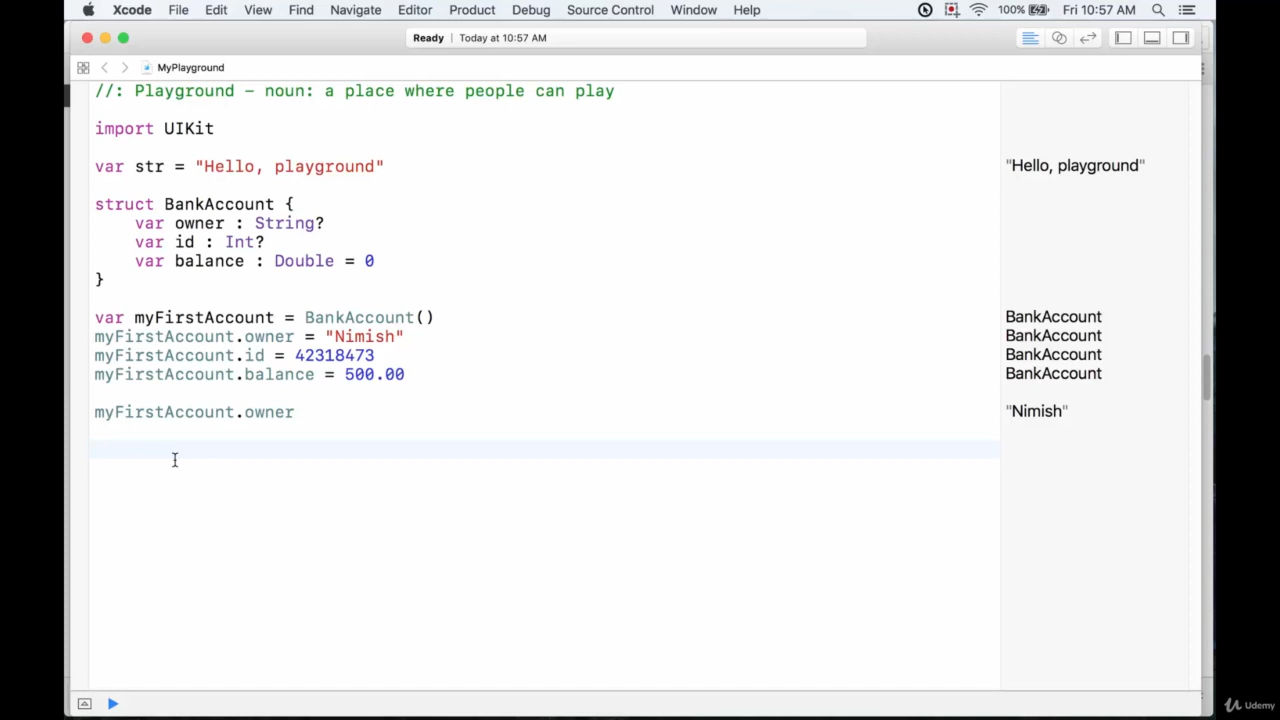 Xcode File Edit View Find Navigate Editor Product Debug Source Control Window Help 100% Fri 10:57 AM
Ready | Today at 10:57 AM
MyPlayground
//: Playground - noun: a place where people can play
import UIKit
var str = "Hello, playground" "Hello, playground"
struct BankAccount {
var owner : String?
var id : Int?
var balance : Double = 0
}
var myFirstAccount = BankAccount() BankAccount
myFirstAccount.owner = "Nimish" BankAccount
myFirstAccount.id = 42318473 BankAccount
myFirstAccount.balance = 500.00 BankAccount
myFirstAccount.owner "Nimish"
Udemy